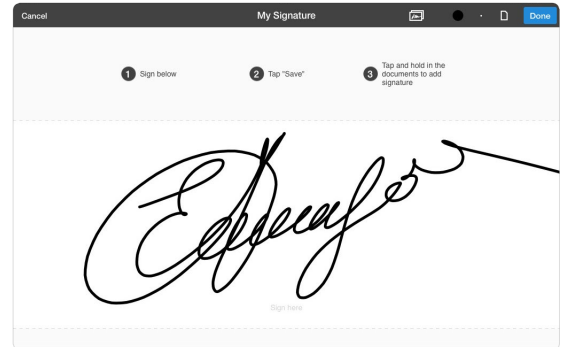 Cancel My Signature Done
1 Sign below 2 Tap "Save" 3 Tap and hold in the
documents to add
signature
Sign here